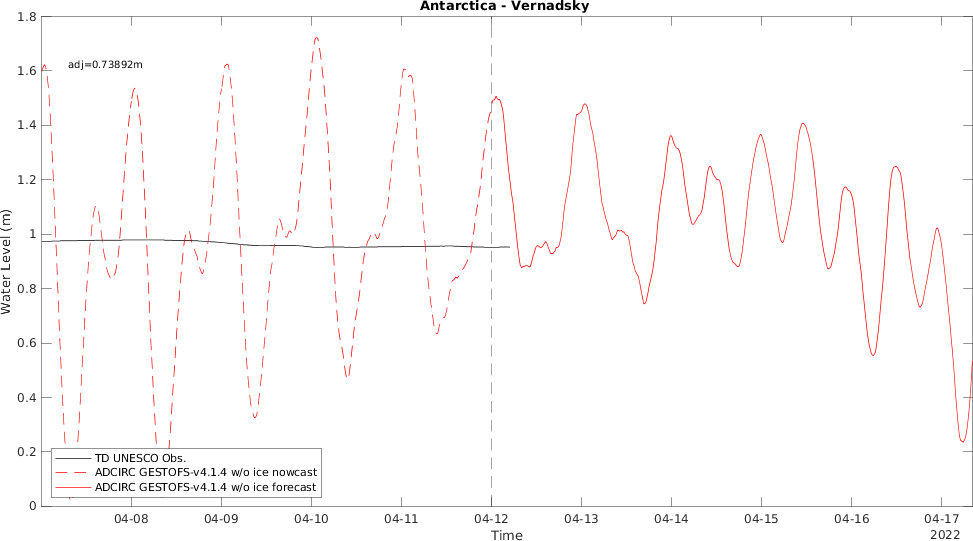 Antarctica - Vernadsky
1.8
1.6
1.4
1.2
1
0.8
0.6
0.4
0.2
0
Water Level (m)
adj=0.73892m
TD UNESCO Obs.
ADCIRC GESTOFS-v4.1.4 w/o ice nowcast
ADCIRC GESTOFS-v4.1.4 w/o ice forecast
04-08 04-09 04-10 04-11 04-12 04-13 04-14 04-15 04-16 04-17
2022
Time